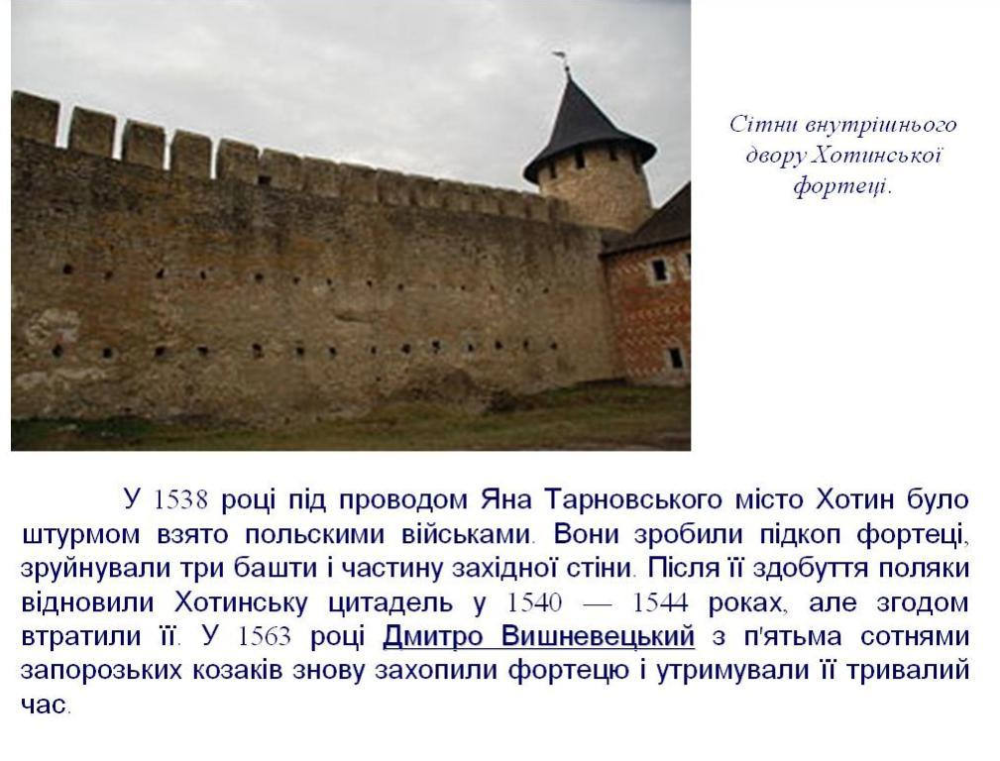 Сітни внутрішнього
двору Хотинської
фортеці.
У 1538 році під проводом Яна Тарновського місто Хотин було
штурмом взято польскими військами. Вони зробили підкоп фортеці,
зруйнували три башти і частину західної стіни. Після її здобуття поляки
відновили Хотинську цитадель у 1540 — 1544 роках, але згодом
втратили її. У 1563 році Дмитро Вишневецький з п'ятьма сотнями
запорозьких козаків знову захопили фортецю і утримували її тривалий
час.